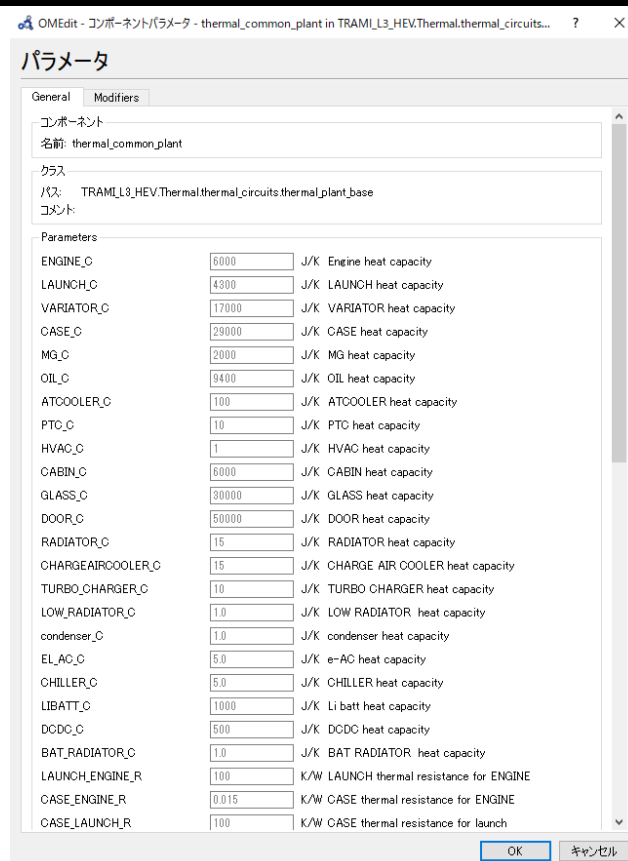 OMEdit - コンポーネントパラメータ - thermal_common_plant in TRAMI_L3_HEV.Thermal.thermal_circuits... ? ×
パラメータ
General Modifiers
コンポーネント
名前: thermal_common_plant
クラス
パス: TRAMI_L3_HEV.Thermal.thermal_circuits.thermal_plant_base
コメント:
Parameters
ENGINE_C 6000 J/K Engine heat capacity
LAUNCH_C 4300 J/K LAUNCH heat capacity
VARIATOR_C 17000 J/K VARIATOR heat capacity
CASE_C 29000 J/K CASE heat capacity
MG_C 2000 J/K MG heat capacity
OIL_C 9400 J/K OIL heat capacity
ATCOOLER_C 100 J/K ATCOOLER heat capacity
PTC_C 10 J/K PTC heat capacity
HVAC_C 1 J/K HVAC heat capacity
CABIN_C 6000 J/K CABIN heat capacity
GLASS_C 30000 J/K GLASS heat capacity
DOOR_C 50000 J/K DOOR heat capacity
RADIATOR_C 15 J/K RADIATOR heat capacity
CHARGEAIRCOOLER_C 15 J/K CHARGE AIR COOLER heat capacity
TURBO_CHARGER_C 10 J/K TURBO CHARGER heat capacity
LOW_RADIATOR_C 1.0 J/K LOW RADIATOR heat capacity
condenser_C 1.0 J/K condenser heat capacity
EL_AC_C 5.0 J/K e-AC heat capacity
CHILLER_C 5.0 J/K CHILLER heat capacity
LIBATT_C 1000 J/K Li batt heat capacity
DCDC_C 500 J/K DCDC heat capacity
BAT_RADIATOR_C 1.0 J/K BAT RADIATOR heat capacity
LAUNCH_ENGINE_R 100 K/W LAUNCH thermal resistance for ENGINE
CASE_ENGINE_R 0.015 K/W CASE thermal resistance for ENGINE
CASE_LAUNCH_R 100 K/W CASE thermal resistance for launch
OK キャンセル